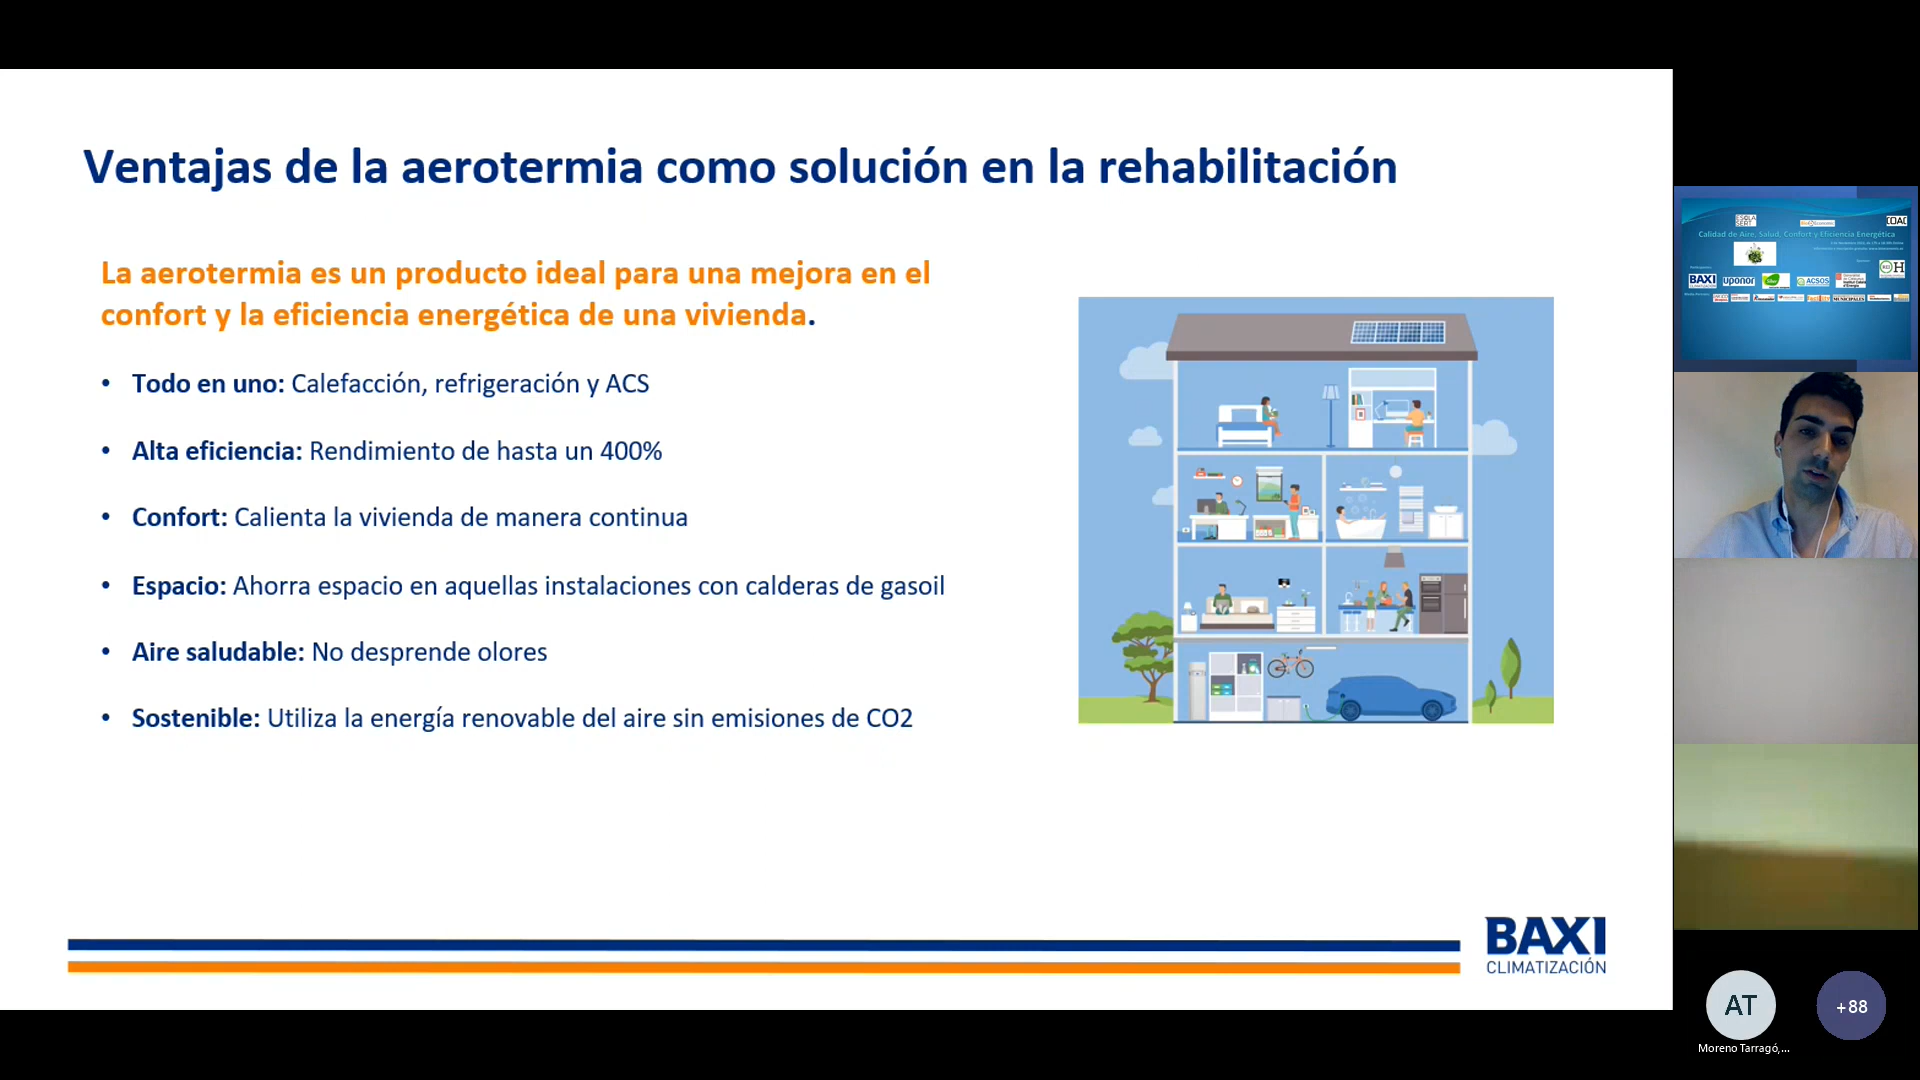 Ventajas de la aerotermia como solución en la rehabilitación
La aerotermia es un producto ideal para una mejora en el
confort y la eficiencia energética de una vivienda.
• Todo en uno: Calefacción, refrigeración y ACS
• Alta eficiencia: Rendimiento de hasta un 400%
• Confort: Calienta la vivienda de manera continua
• Espacio: Ahorra espacio en aquellas instalaciones con calderas de gasoil
• Aire saludable: No desprende olores
• Sostenible: Utiliza la energía renovable del aire sin emisiones de CO2
BAXI
CLIMATIZACIÓN
ESCOLA
SERT
COAC
Calidad de Aire, Salud, Confort y Eficiencia Energética
BAXI
uponor
ACSOS
AT
+88
Moreno Tarragó,...